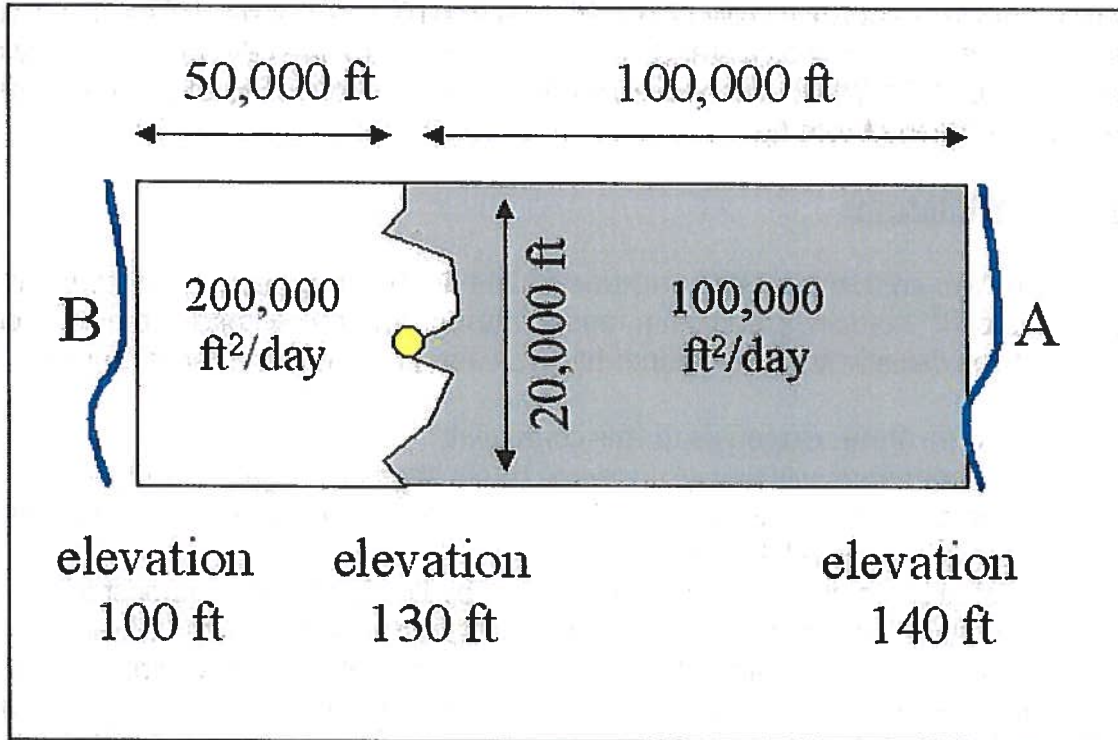 50,000 ft
100,000 ft
B
200,000
ft²/day
20,000 ft
100,000
ft²/day
A
elevation
100 ft
elevation
130 ft
elevation
140 ft